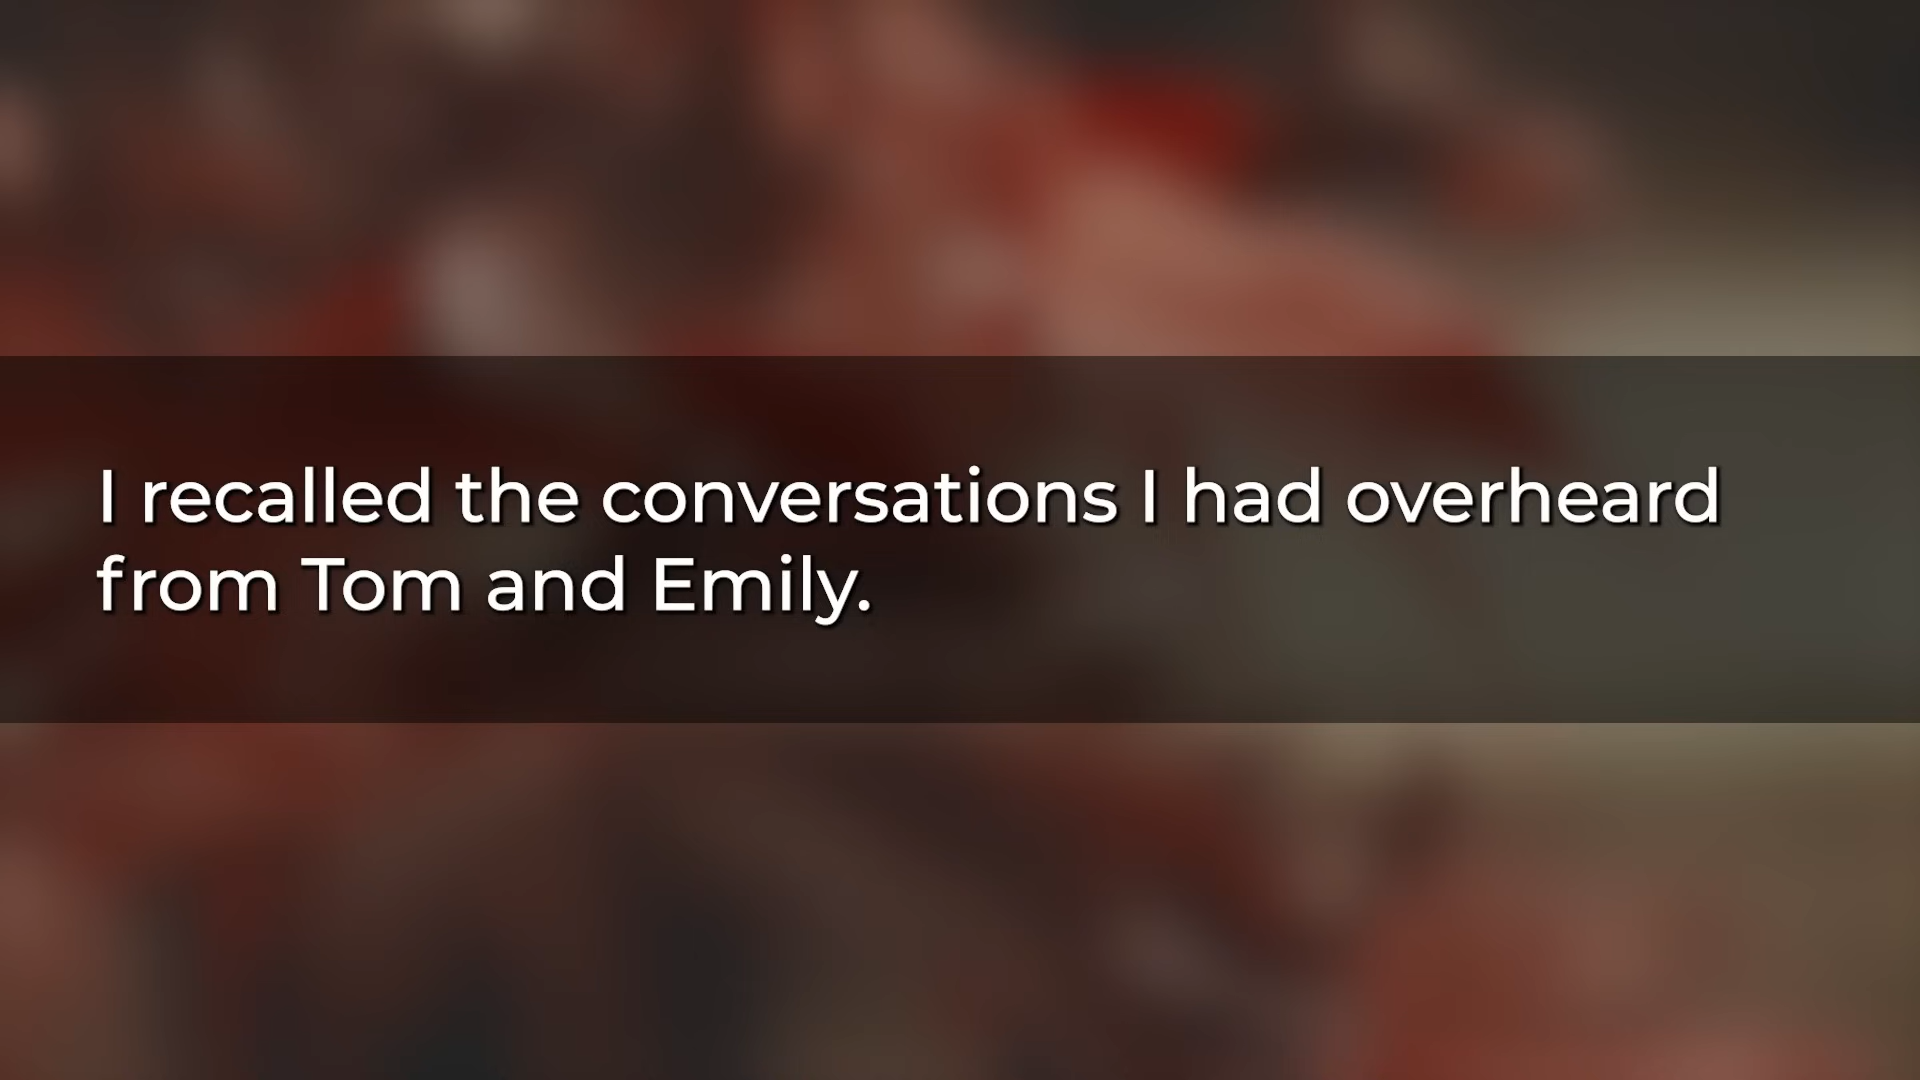 I recalled the conversations I had overheard
from Tom and Emily.